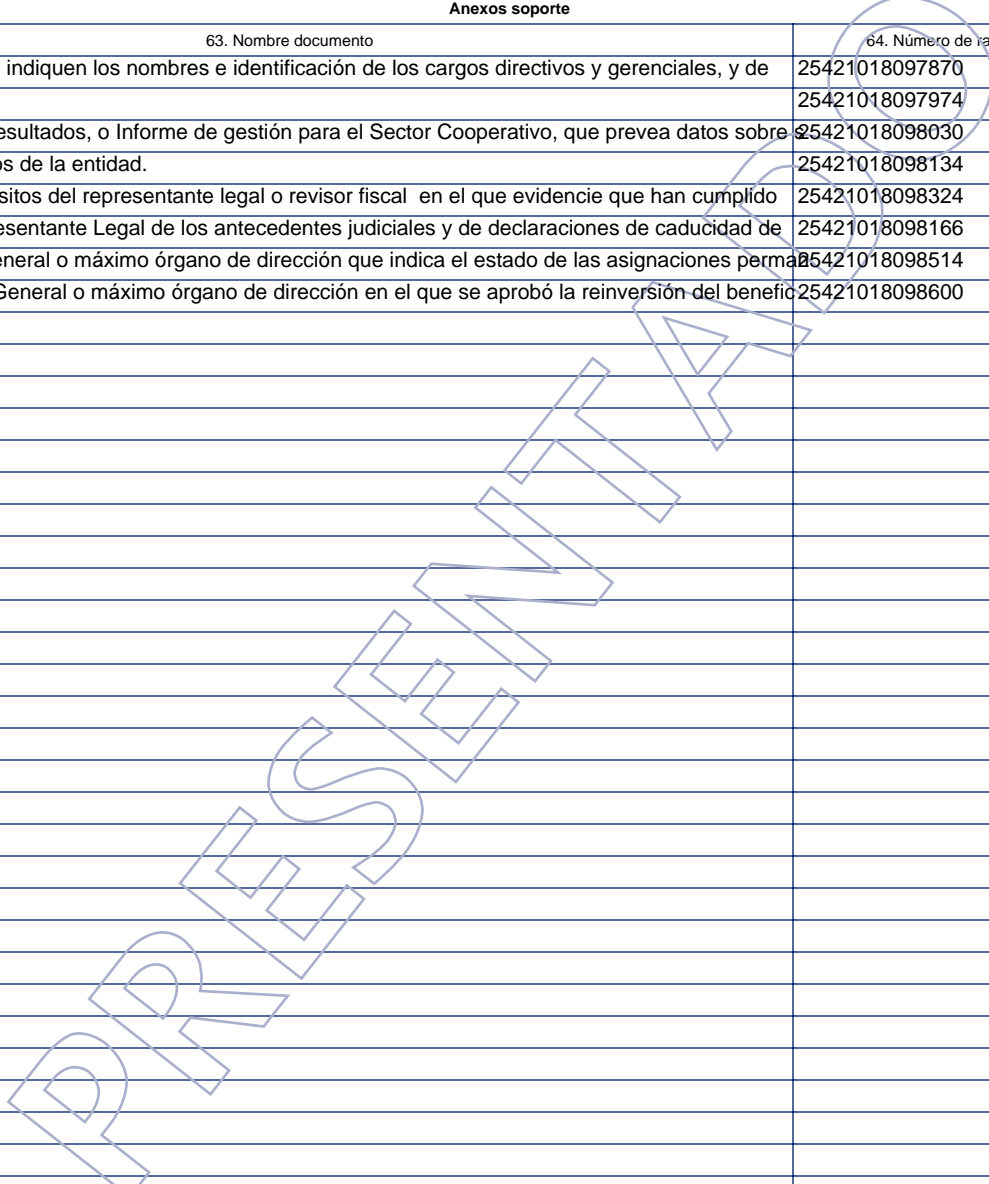 Anexos soporte
63. Nombre documento 64. Número de ra
indiquen los nombres e identificación de los cargos directivos y gerenciales, y de 25421018097870
25421018097974
esultados, o Informe de gestión para el Sector Cooperativo, que prevea datos sobre s 25421018098030
os de la entidad. 25421018098134
sitos del representante legal o revisor fiscal en el que evidencie que han cumplido 25421018098324
esentante Legal de los antecedentes judiciales y de declaraciones de caducidad de 25421018098166
eneral o máximo órgano de dirección que indica el estado de las asignaciones perman 25421018098514
General o máximo órgano de dirección en el que se aprobó la reinversión del benefic 25421018098600
PRESENTADO